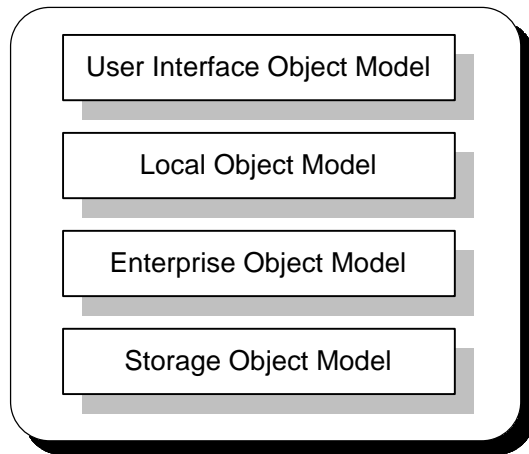 User Interface Object Model
Local Object Model
Enterprise Object Model
Storage Object Model